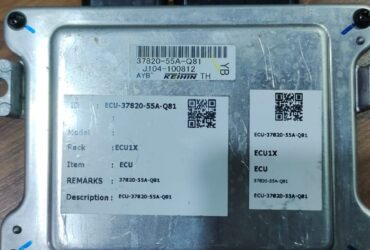 37820-55A-Q81
J104-100812
AYB KEIHIN TH
YB
ID : ECU-37820-55A-Q81
:
Model :
Rack : ECU1X
Item : ECU
REMARKS : 37820-55A-Q81
Description : ECU-37820-55A-Q81
ECU-37820-55A-Q81
ECU1X
ECU
37820-55A-Q81
ECU-37820-55A-Q81